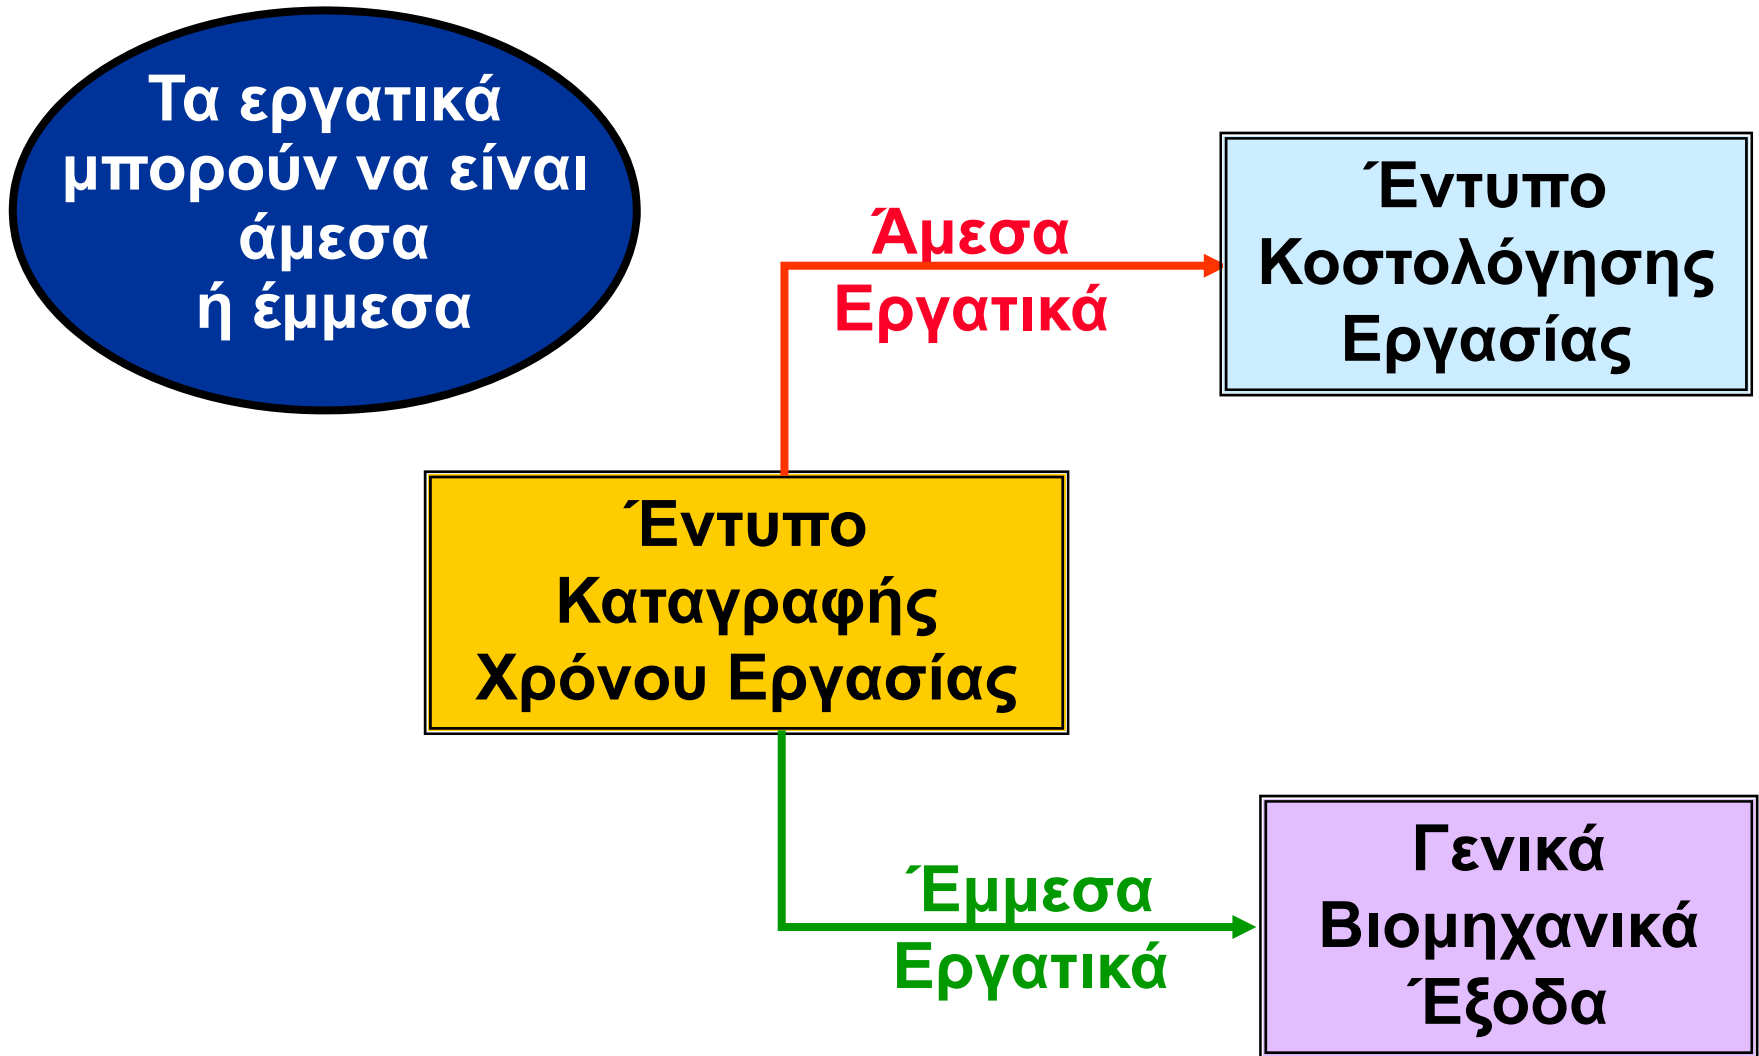 Τα εργατικά
μπορούν να είναι
άμεσα
ή έμμεσα
Άμεσα
Εργατικά
Έντυπο
Κοστολόγησης
Εργασίας
Έντυπο
Καταγραφής
Χρόνου Εργασίας
Έμμεσα
Εργατικά
Γενικά
Βιομηχανικά
Έξοδα